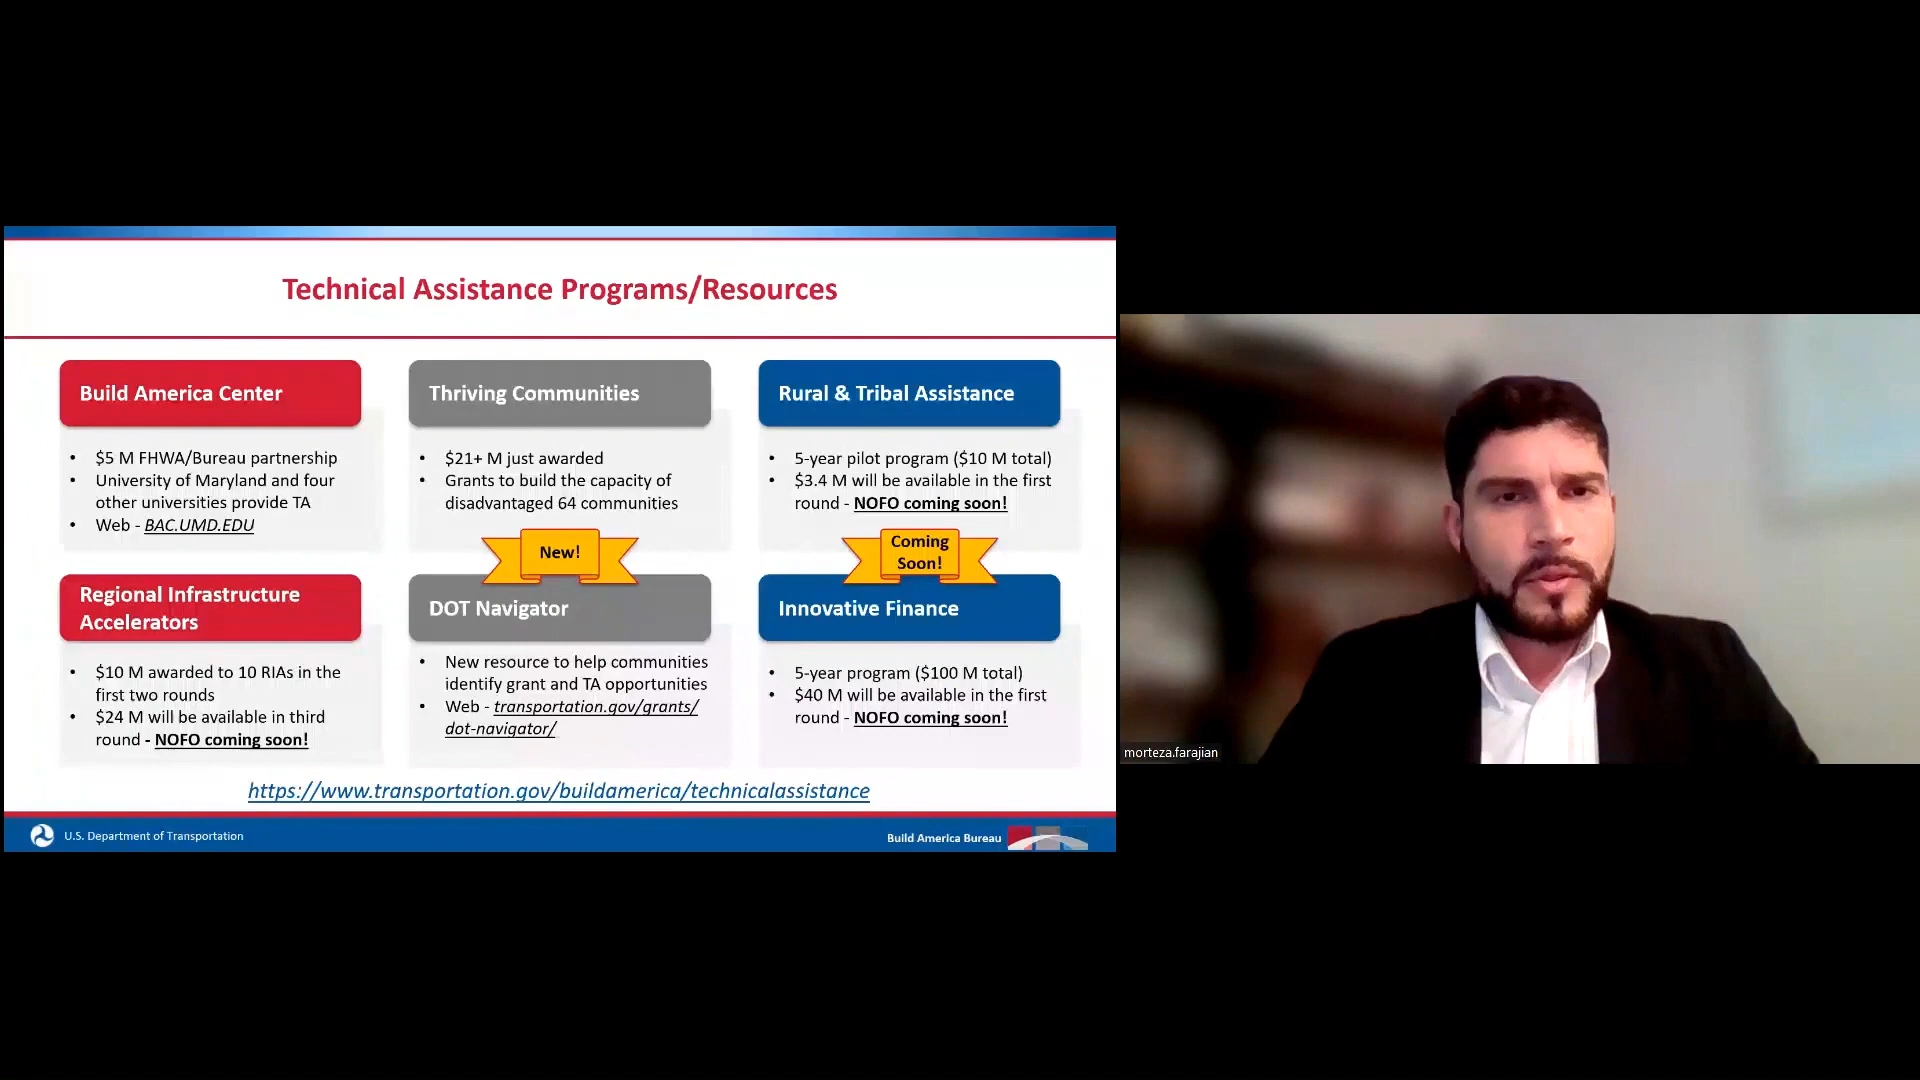 Technical Assistance Programs/Resources
Build America Center
• $5 M FHWA/Bureau partnership
• University of Maryland and four
other universities provide TA
• Web - BAC.UMD.EDU
Thriving Communities
• $21+ M just awarded
• Grants to build the capacity of
disadvantaged 64 communities
Rural & Tribal Assistance
• 5-year pilot program ($10 M total)
• $3.4 M will be available in the first
round - NOFO coming soon!
Regional Infrastructure
Accelerators
• $10 M awarded to 10 RIAs in the
first two rounds
• $24 M will be available in third
round - NOFO coming soon!
New!
DOT Navigator
• New resource to help communities
identify grant and TA opportunities
• Web - transportation.gov/grants/
dot-navigator/
Coming
Soon!
Innovative Finance
• 5-year program ($100 M total)
• $40 M will be available in the first
round - NOFO coming soon!
https://www.transportation.gov/buildamerica/technicalassistance
U.S. Department of Transportation
Build America Bureau
morteza.farajian